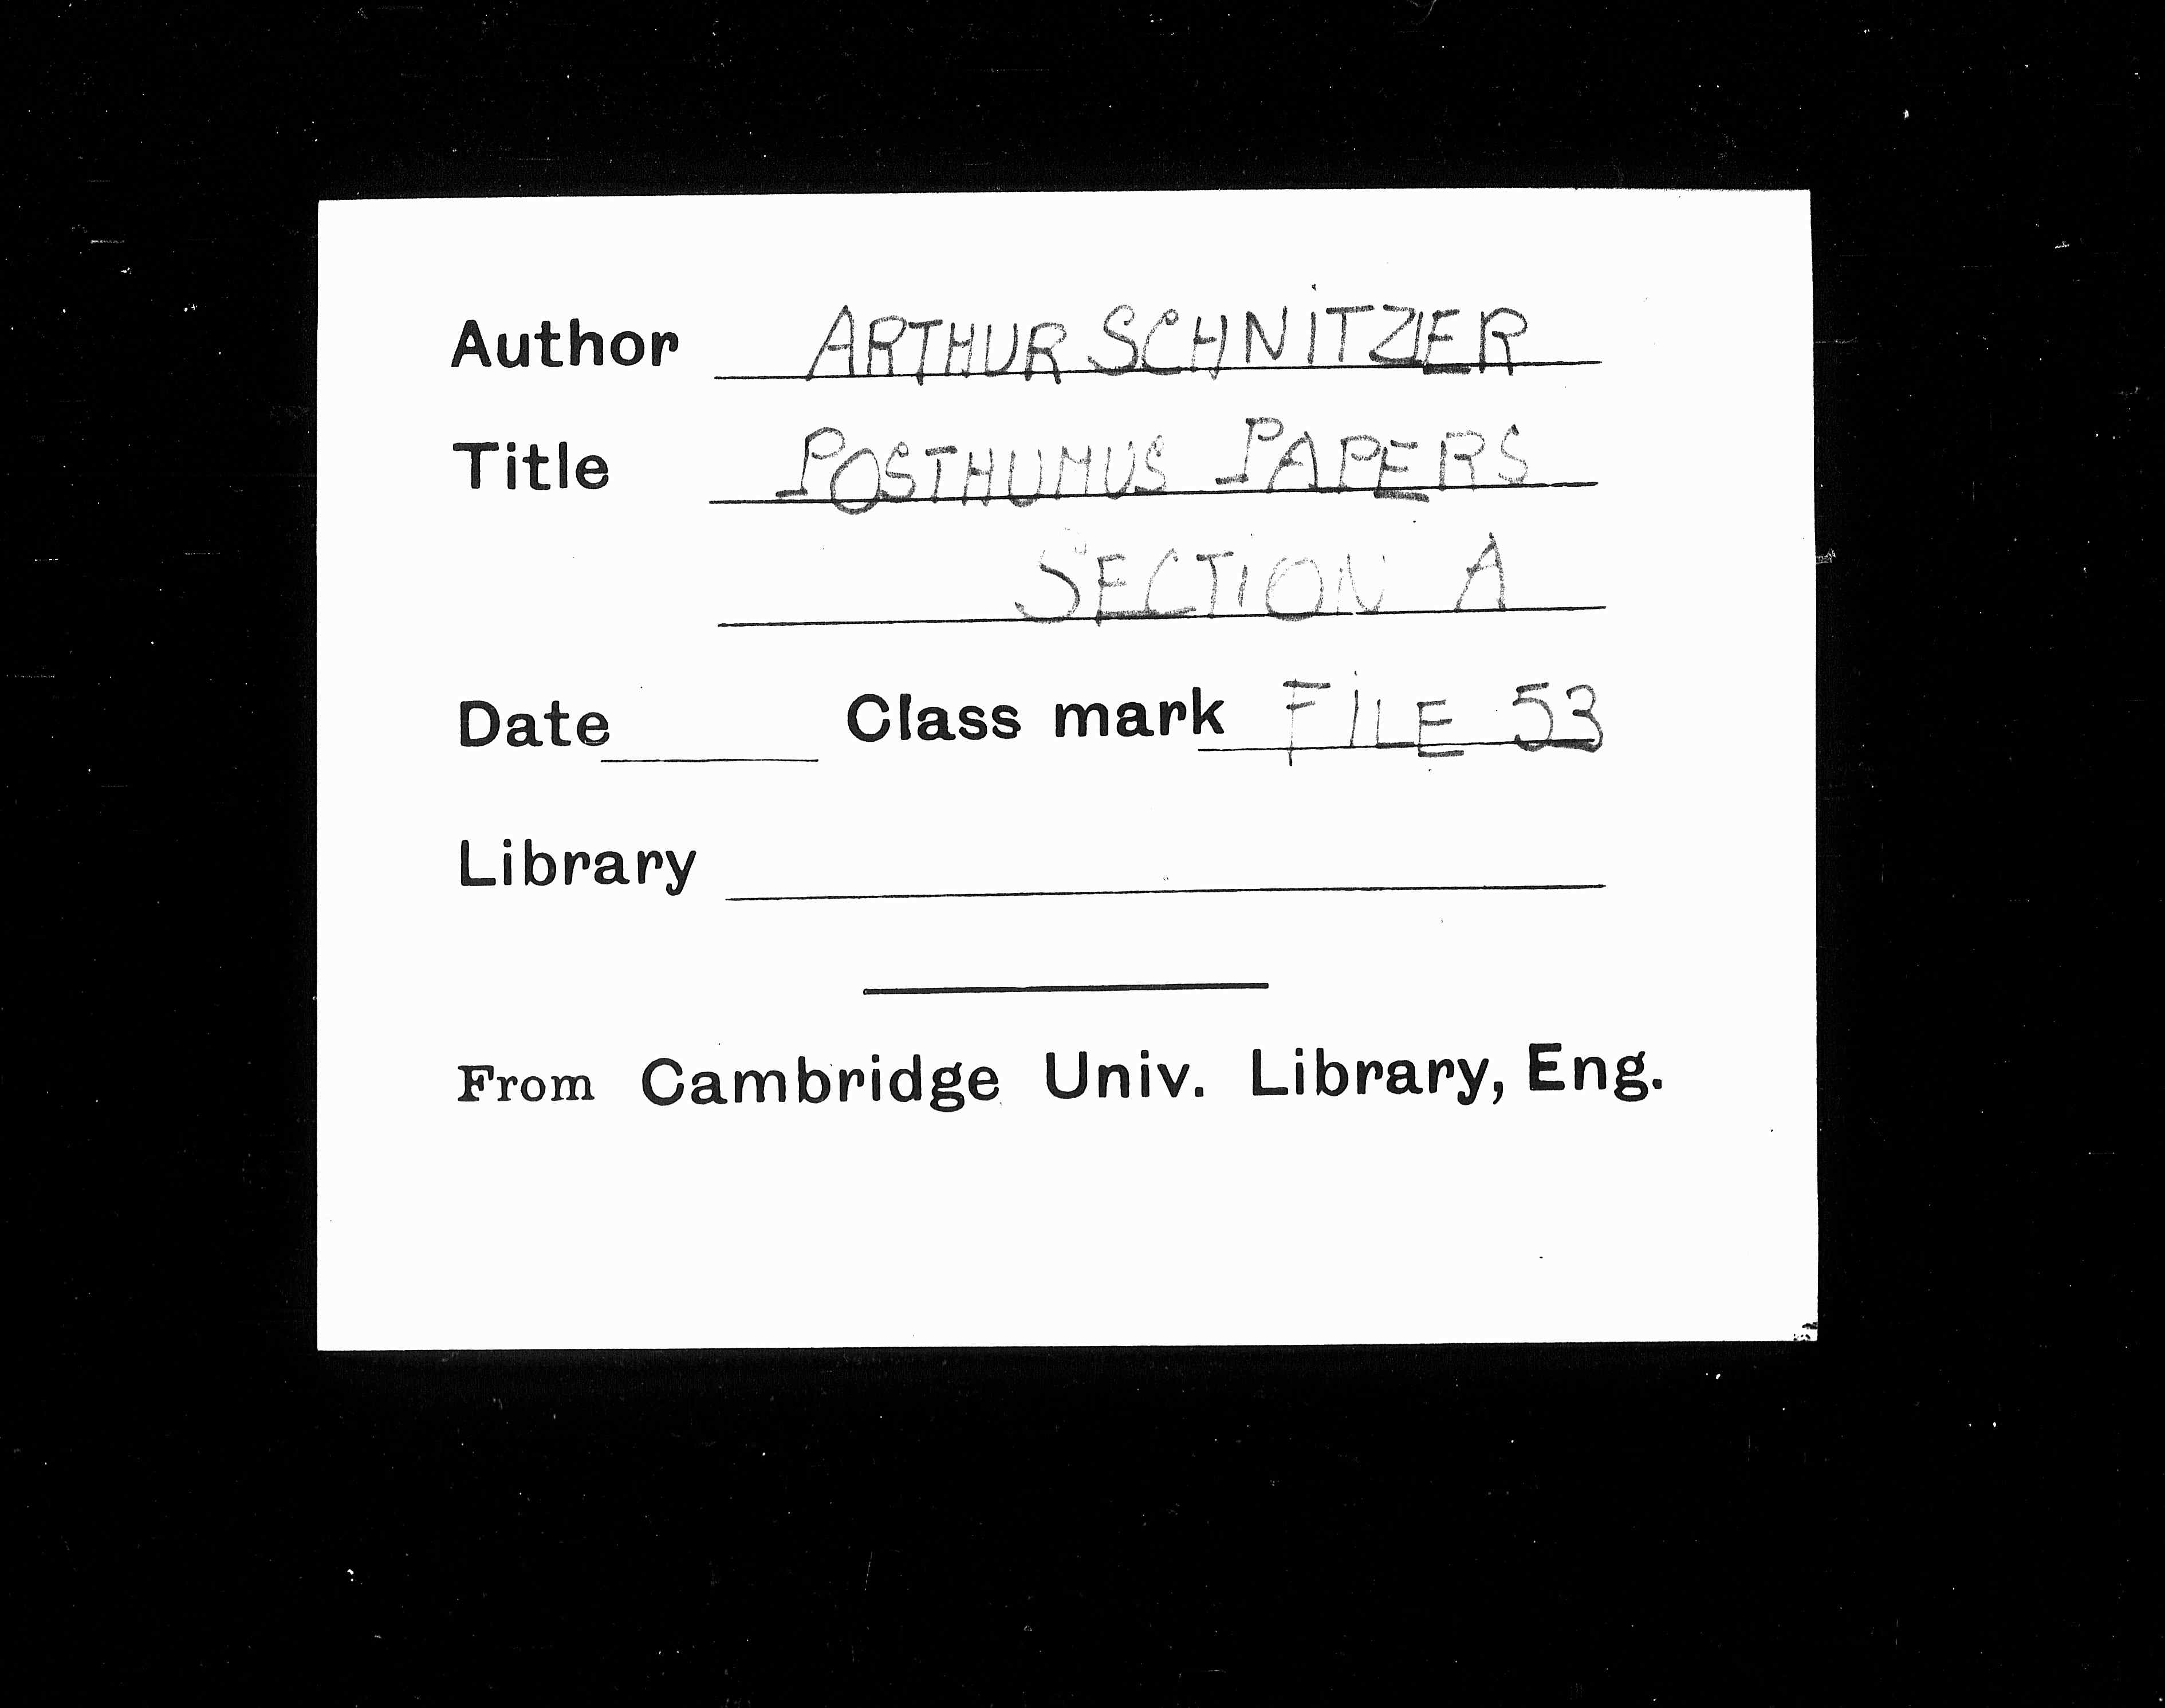 Author ARTHUR SCHNITZLER
Title POSTHUMUS PAPERS
SECTION A
Date Class mark FILE 53
Library
From Cambridge Univ. Library, Eng.